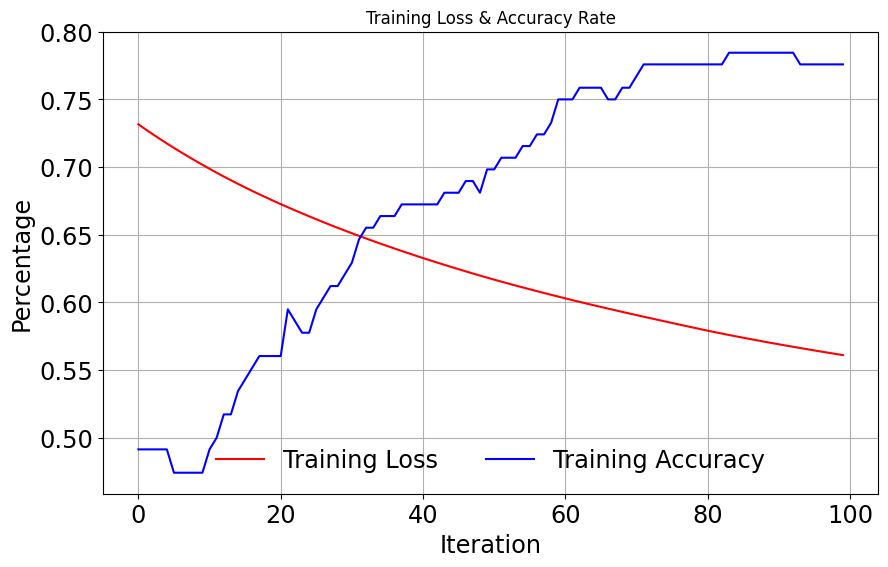 Training Loss & Accuracy Rate
0.80
0.75
0.70
0.65
0.60
0.55
0.50
Percentage
Training Loss
Training Accuracy
0 20 40 60 80 100
Iteration